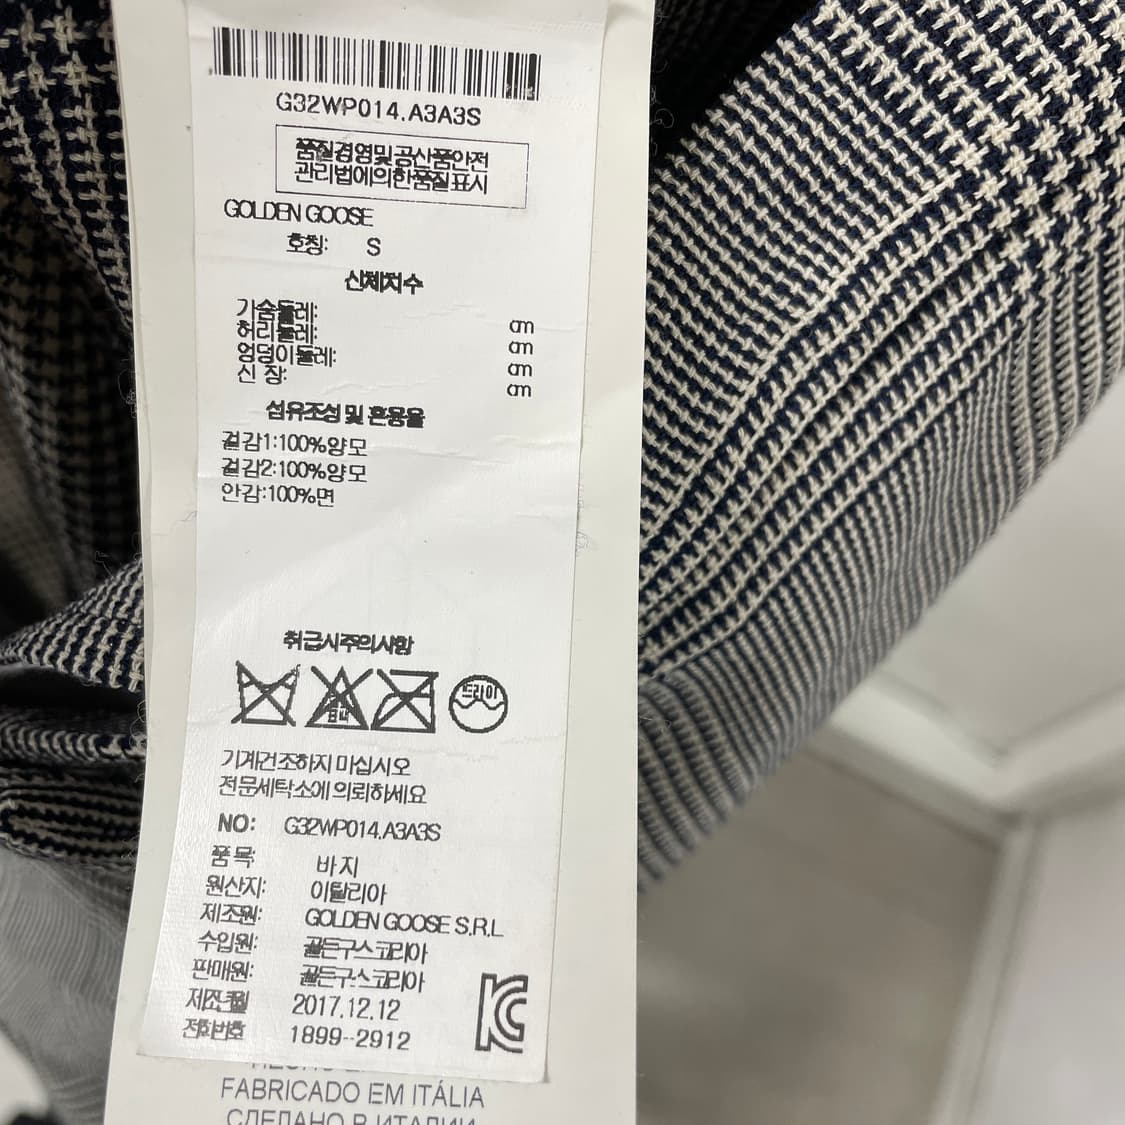 G32WP014.A3A3S
품질경영및공산품안전
관리법에의한품질표시
GOLDEN GOOSE
호칭: S
신체치수
가슴둘레: cm
허리둘레: cm
엉덩이둘레: cm
신 장: cm
섬유조성 및 혼용율
겉감1:100%양모
겉감2:100%양모
안감:100%면
취급시주의사항
드라이
기계건조하지 마십시오
전문세탁소에 의뢰하세요
NO: G32WP014.A3A3S
품 목: 바지
원산지: 이탈리아
제조원: GOLDEN GOOSE S.R.L
수입원: 골든구스코리아
판매원: 골든구스코리아
제조년월 2017.12.12
전화번호 1899-2912
FABRICADO EM ITÁLIA
СДЕЛАНО В ИТАЛИИ